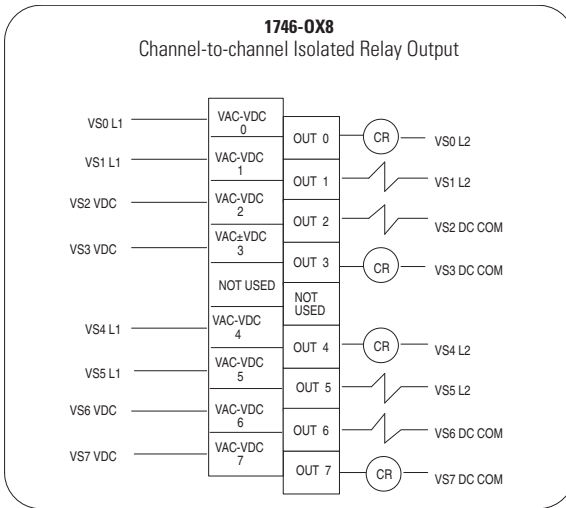 1746-OX8
Channel-to-channel Isolated Relay Output
VS0 L1
VAC-VDC
0
OUT 0
CR
VS0 L2
VS1 L1
VAC-VDC
1
OUT 1
VS1 L2
VS2 VDC
VAC-VDC
2
OUT 2
VS2 DC COM
VS3 VDC
VAC±VDC
3
OUT 3
CR
VS3 DC COM
NOT USED
NOT
USED
VS4 L1
VAC-VDC
4
OUT 4
CR
VS4 L2
VS5 L1
VAC-VDC
5
OUT 5
VS5 L2
VS6 VDC
VAC-VDC
6
OUT 6
VS6 DC COM
VS7 VDC
VAC-VDC
7
OUT 7
CR
VS7 DC COM